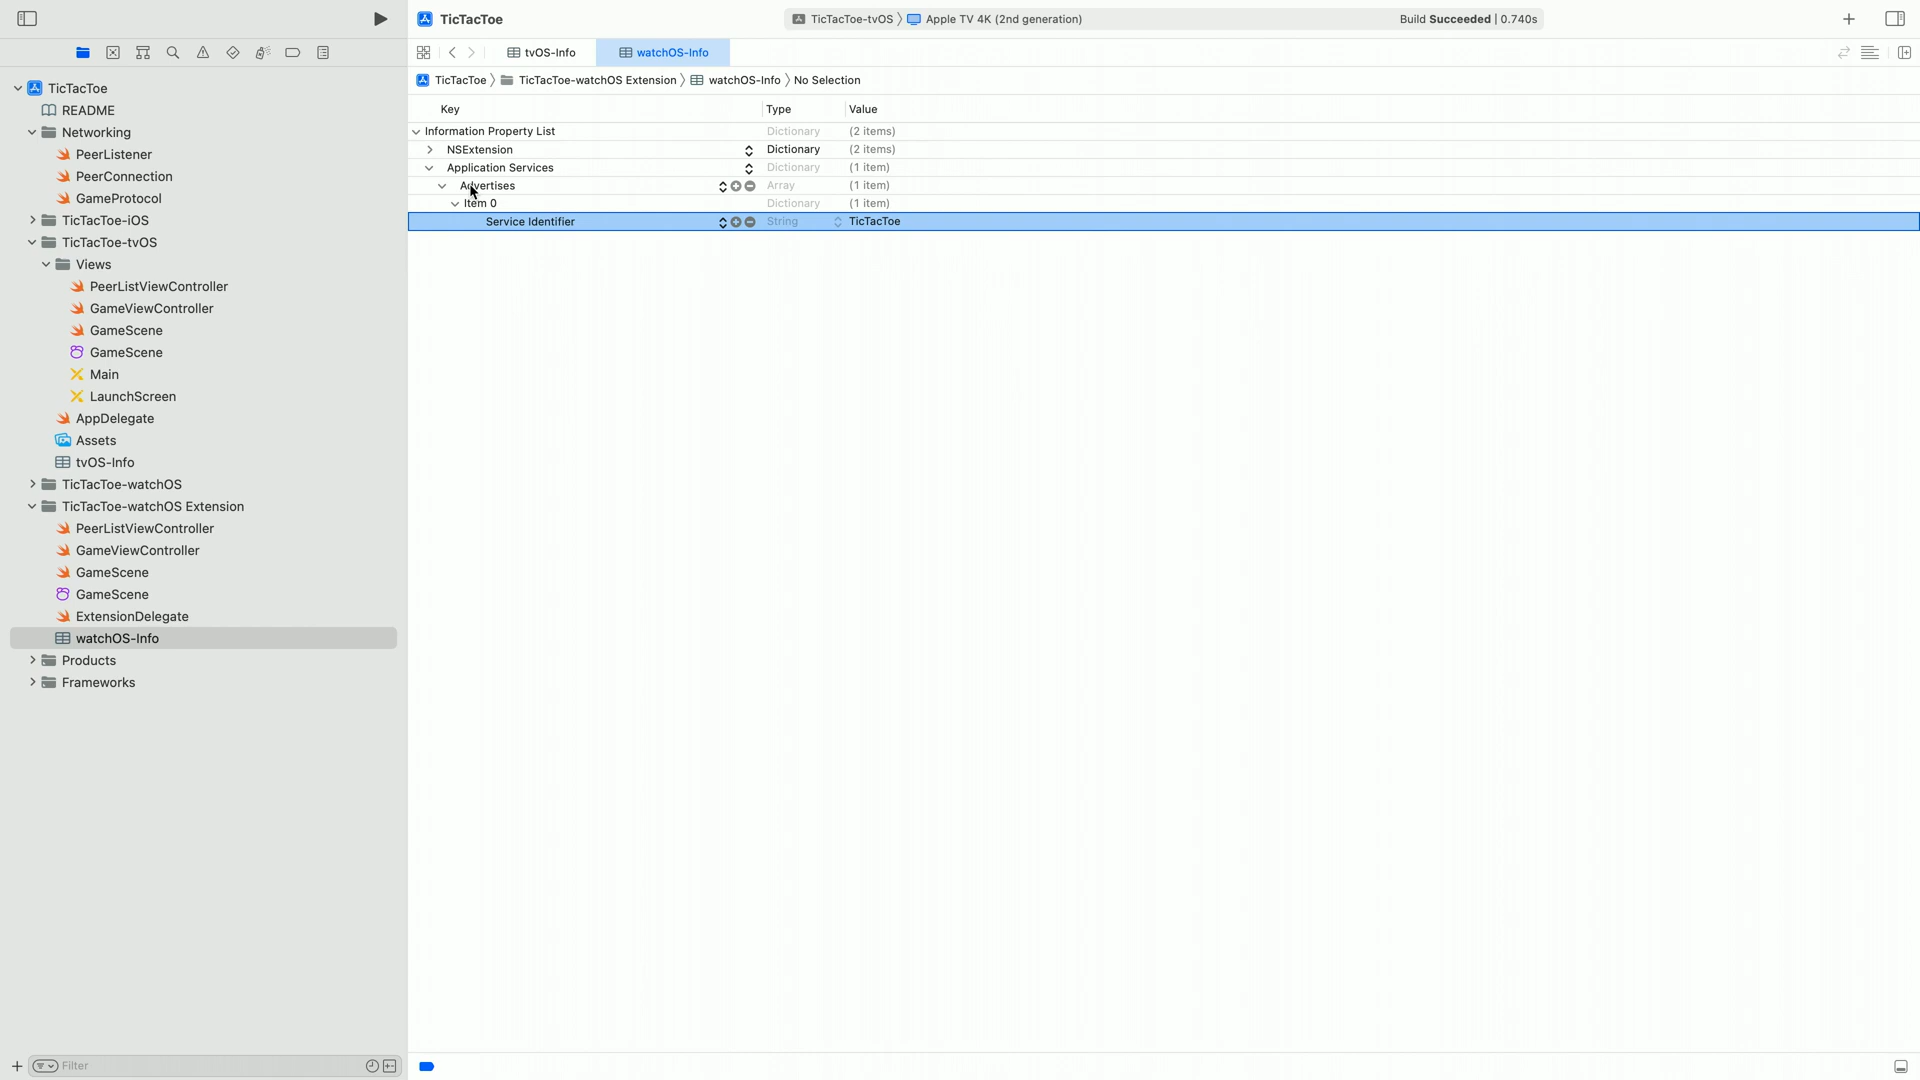 TicTacToe
TicTacToe-tvOS Apple TV 4K (2nd generation)
Build Succeeded | 0.740s
tvOS-Info
watchOS-Info
TicTacToe TicTacToe-watchOS Extension watchOS-Info No Selection
TicTacToe
README
Networking
PeerListener
PeerConnection
GameProtocol
TicTacToe-iOS
TicTacToe-tvOS
Views
PeerListViewController
GameViewController
GameScene
GameScene
Main
LaunchScreen
AppDelegate
Assets
tvOS-Info
TicTacToe-watchOS
TicTacToe-watchOS Extension
PeerListViewController
GameViewController
GameScene
GameScene
ExtensionDelegate
watchOS-Info
Products
Frameworks
Filter
Key Type Value
Information Property List Dictionary (2 items)
NSExtension Dictionary (2 items)
Application Services Dictionary (1 item)
Advertises Array (1 item)
Item 0 Dictionary (1 item)
Service Identifier String TicTacToe